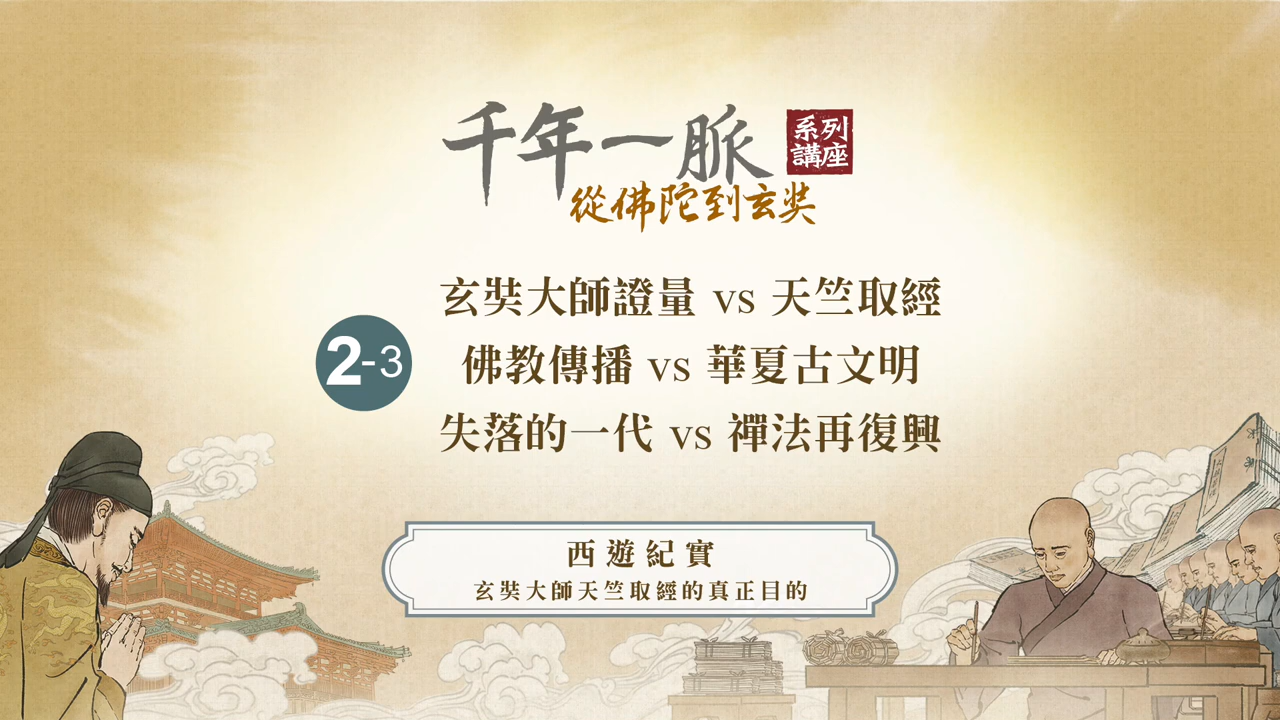 千年一脈
系列
講座
從佛陀到玄奘
2-3
玄奘大師證量 vs 天竺取經
佛教傳播 vs 華夏古文明
失落的一代 vs 禪法再復興
西遊紀實
玄奘大師天竺取經的真正目的